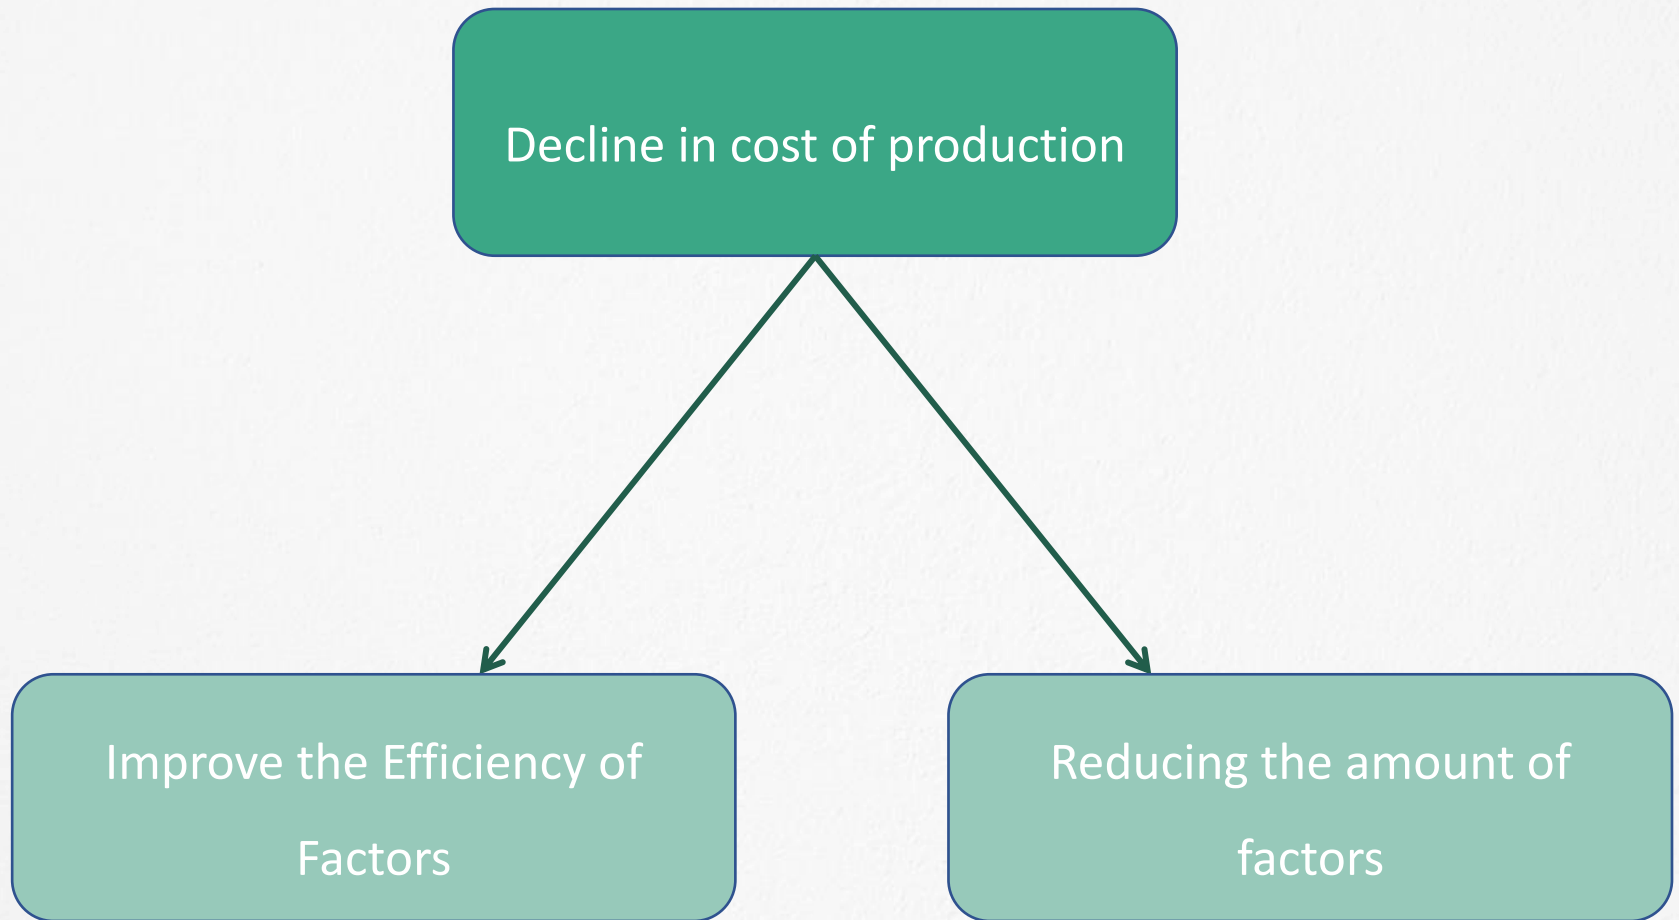 Decline in cost of production
Improve the Efficiency of
Factors
Reducing the amount of
factors